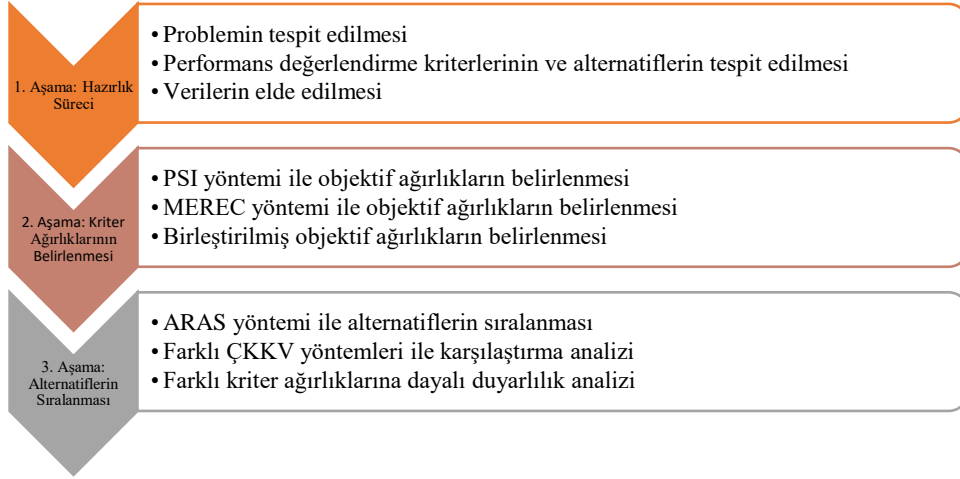 1. Aşama: Hazırlık
Süreci
• Problemin tespit edilmesi
• Performans değerlendirme kriterlerinin ve alternatiflerin tespit edilmesi
• Verilerin elde edilmesi
2. Aşama: Kriter
Ağırlıklarının
Belirlenmesi
• PSI yöntemi ile objektif ağırlıkların belirlenmesi
• MEREC yöntemi ile objektif ağırlıkların belirlenmesi
• Birleştirilmiş objektif ağırlıkların belirlenmesi
3. Aşama:
Alternatiflerin
Sıralanması
• ARAS yöntemi ile alternatiflerin sıralanması
• Farklı ÇKKV yöntemleri ile karşılaştırma analizi
• Farklı kriter ağırlıklarına dayalı duyarlılık analizi